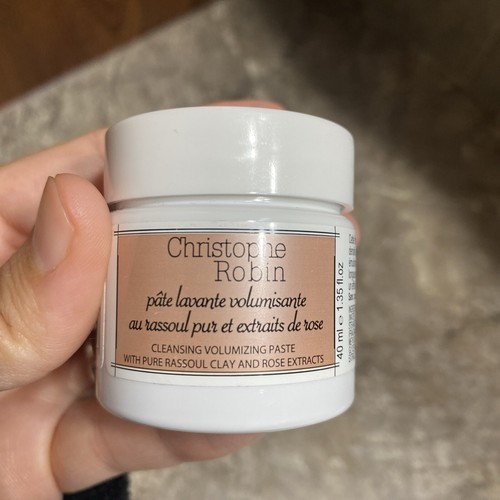 Christophe
Robin
pâte lavante volumisante
au rassoul pur et extraits de rose
CLEANSING VOLUMIZING PASTE
WITH PURE RASSOUL CLAY AND ROSE EXTRACTS
40 ml ℮ 1.35 fl.oz